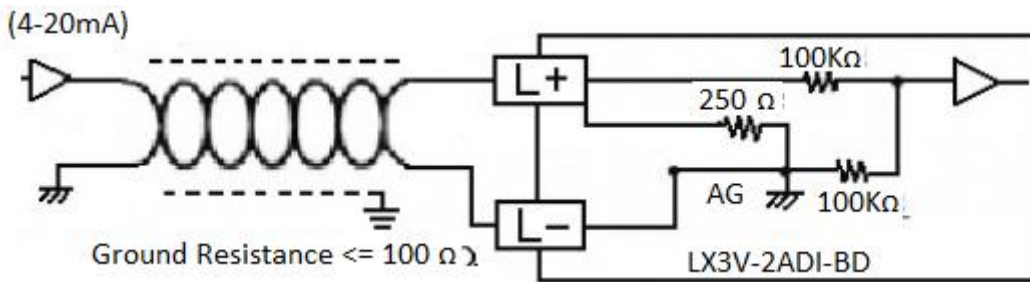 (4-20mA)
100KΩ
L+
250 Ω
AG
100KΩ
L-
Ground Resistance <= 100 Ω
LX3V-2ADI-BD